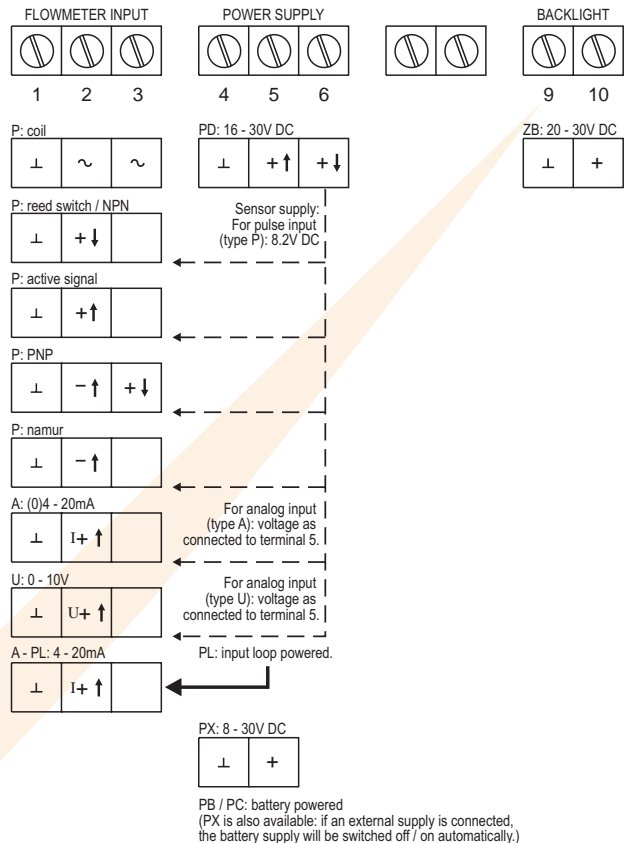 FLOWMETER INPUT
POWER SUPPLY
BACKLIGHT
1 2 3
4 5 6
9 10
P: coil
⊥ ~ ~
PD: 16 - 30V DC
⊥ +↑ +↓
ZB: 20 - 30V DC
⊥ +
P: reed switch / NPN
⊥ +↓
Sensor supply:
For pulse input
(type P): 8.2V DC
P: active signal
⊥ +↑
P: PNP
⊥ −↑ +↓
P: namur
⊥ −↑
A: (0)4 - 20mA
⊥ I+ ↑
For analog input
(type A): voltage as
connected to terminal 5.
U: 0 - 10V
⊥ U+ ↑
For analog input
(type U): voltage as
connected to terminal 5.
A - PL: 4 - 20mA
⊥ I+ ↑
PL: input loop powered.
PX: 8 - 30V DC
⊥ +
PB / PC: battery powered
(PX is also available: if an external supply is connected,
the battery supply will be switched off / on automatically.)